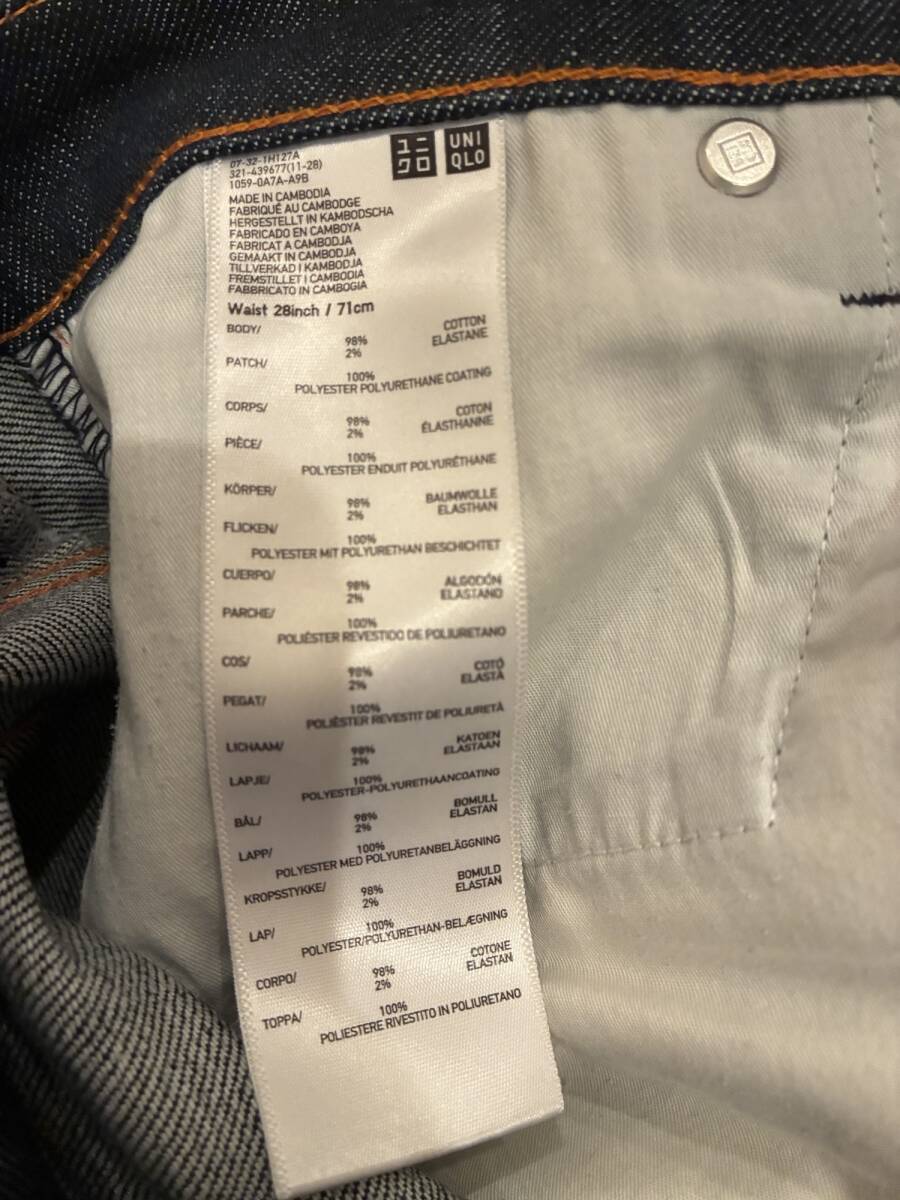 ユニ
クロ
UNI
QLO
07-32-1H127A
321-439677(11-28)
1059-0A7A-A9B
MADE IN CAMBODIA
FABRIQUÉ AU CAMBODGE
HERGESTELLT IN KAMBODSCHA
FABRICADO EN CAMBOYA
FABRICAT A CAMBODJA
GEMAAKT IN CAMBODJA
TILLVERKAD I KAMBODJA
FREMSTILLET I CAMBODIA
FABBRICATO IN CAMBOGIA
Waist 28inch / 71cm
BODY/
98% COTTON
2% ELASTANE
PATCH/
100%
POLYESTER POLYURETHANE COATING
CORPS/
98% COTON
2% ÉLASTHANNE
PIÈCE/
100%
POLYESTER ENDUIT POLYURÉTHANE
KÖRPER/
98% BAUMWOLLE
2% ELASTHAN
FLICKEN/
100%
POLYESTER MIT POLYURETHAN BESCHICHTET
CUERPO/
98% ALGODÓN
2% ELASTANO
PARCHE/
100%
POLIÉSTER REVESTIDO DE POLIURETANO
COS/
98% COTÓ
2% ELASTÀ
PEGAT/
100%
POLIÈSTER REVESTIT DE POLIURETÀ
LICHAAM/
98% KATOEN
2% ELASTAAN
LAPJE/
100%
POLYESTER-POLYURETHAANCOATING
BÅL/
98% BOMULL
2% ELASTAN
LAPP/
100%
POLYESTER MED POLYURETANBELÄGGNING
KROPSSTYKKE/
98% BOMULD
2% ELASTAN
LAP/
100%
POLYESTER/POLYURETHAN-BELÆGNING
CORPO/
98% COTONE
2% ELASTAN
TOPPA/
100%
POLIESTERE RIVESTITO IN POLIURETANO